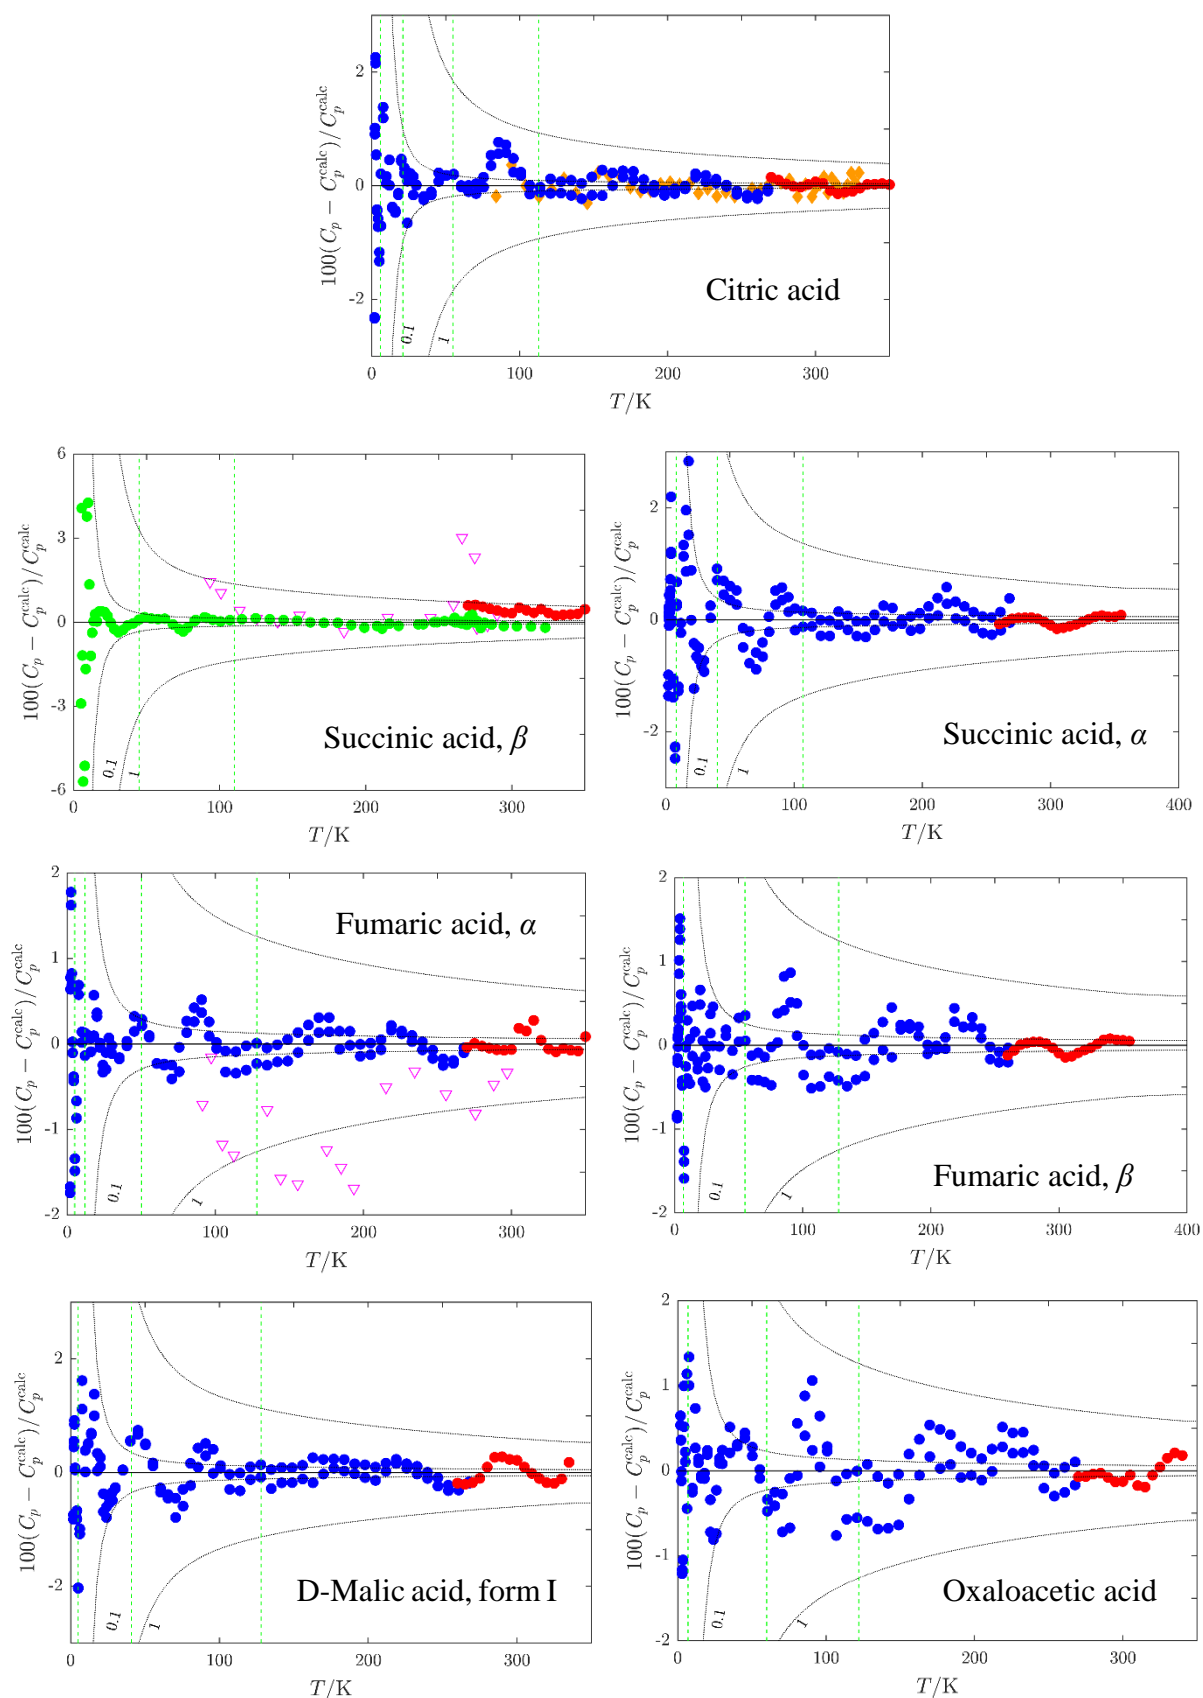 2
0
-2
100(C_p − C_p^calc)/C_p^calc
0.1
1
Citric acid
0 100 200 300
T/K
6
3
0
-3
-6
100(C_p − C_p^calc)/C_p^calc
0.1
1
Succinic acid, β
0 100 200 300
T/K
2
0
-2
100(C_p − C_p^calc)/C_p^calc
0.1
1
Succinic acid, α
0 100 200 300 400
T/K
2
1
0
-1
-2
100(C_p − C_p^calc)/C_p^calc
Fumaric acid, α
0.1
1
0 100 200 300
T/K
2
1
0
-1
-2
100(C_p − C_p^calc)/C_p^calc
Fumaric acid, β
0.1
1
0 100 200 300 400
T/K
2
0
-2
100(C_p − C_p^calc)/C_p^calc
0.1
1
D-Malic acid, form I
0 100 200 300
T/K
2
1
0
-1
-2
100(C_p − C_p^calc)/C_p^calc
Oxaloacetic acid
0.1
1
0 100 200 300
T/K